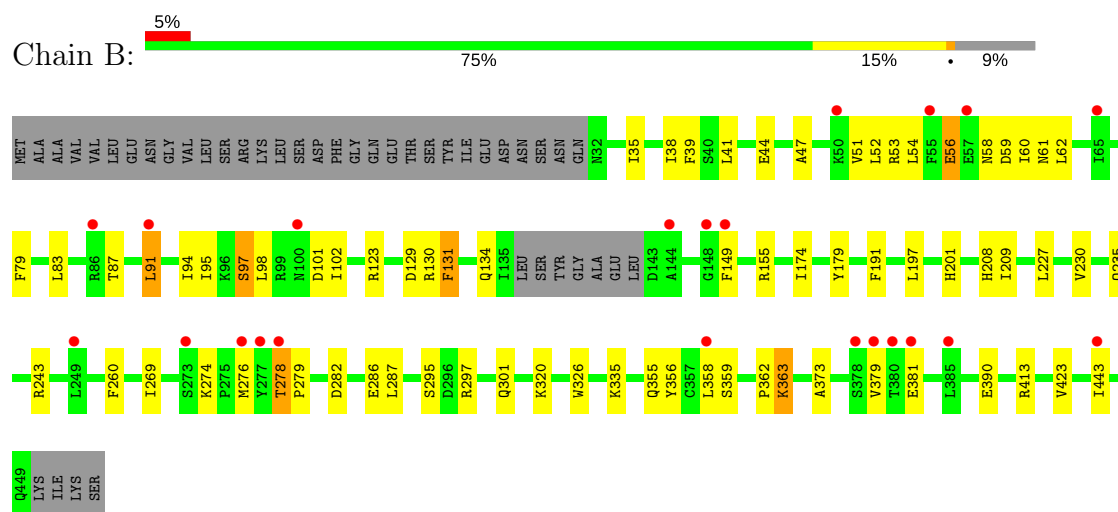 5%
Chain B:
75% 15% • 9%
MET ALA ALA VAL VAL LEU GLU ASN GLY VAL LEU SER ARG LYS LEU SER ASP PHE GLY GLN GLU THR SER TYR ILE GLU ASP ASN SER ASN GLN N32 I35 I38 F39 S40 L41 E44 A47 K50 V51 L52 R53 L54 F55 E56 E57 N58 D59 I60 N61 L62 I65
F79 L83 R86 T87 L91 I94 I95 K96 S97 L98 R99 N100 D101 I102 R123 D129 R130 F131 Q134 I135 LEU SER TYR GLY ALA GLU LEU D143 A144 G148 F149 R155 I174 Y179 F191 L197 H201 H208 I209 L227 V230
R243 L249 F260 I269 S273 K274 P275 M276 Y277 T278 P279 D282 E286 L287 S295 D296 R297 Q301 K320 W326 K335 Q355 Y356 C357 L358 S359 P362 K363 A373 S378 V379 T380 E381 L385 E390 R413 V423 I443
Q449 LYS ILE LYS SER